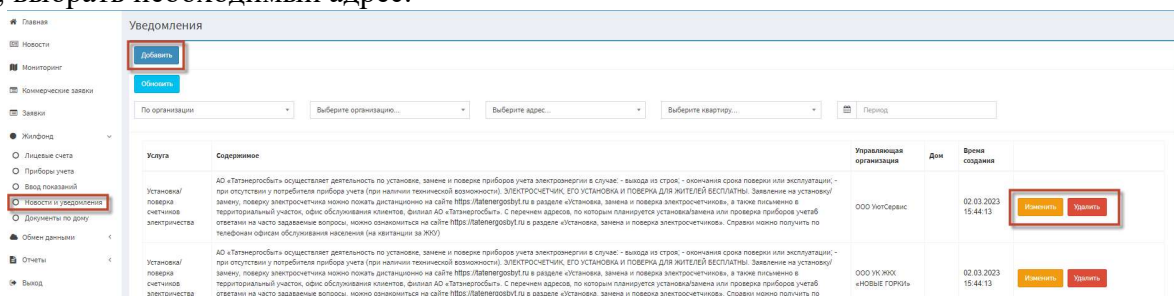 , выбрать необходимый адрес.
Главная
Новости
Мониторинг
Коммерческие заявки
Заявки
Жилфонд
Лицевые счета
Приборы учета
Ввод показаний
Новости и уведомления
Документы по дому
Обмен данными
Отчеты
Выход
Уведомления
Добавить
Обновить
По организации
Выберите организацию...
Выберите адрес...
Выберите квартиру...
Период
Услуга
Содержимое
Управляющая
организация
Дом
Время
создания
Установка/
поверка
счетчиков
электричества
АО «Татэнергосбыт» осуществляет деятельность по установке, замене и поверке приборов учета электроэнергии в случае: - выхода из строя; - окончания срока поверки или эксплуатации; -
при отсутствии у потребителя прибора учета (при наличии технической возможности). ЭЛЕКТРОСЧЕТЧИК, ЕГО УСТАНОВКА И ПОВЕРКА ДЛЯ ЖИТЕЛЕЙ БЕСПЛАТНЫ. Заявление на установку/
замену, поверку электросчетчика можно пожать дистанционно на сайте https://tatenergosbyt.ru в разделе «Установка, замена и поверка электросчетчиков», а также письменно в
территориальный участок, офис обслуживания клиентов, филиал АО «Татэнергосбыт». С перечнем адресов, по которым планируется установка/замена или проверка приборов учетаб
ответами на часто задаваемые вопросы, можно ознакомиться на сайте https://tatenergosbyt.ru в разделе «Установка, замена и поверка электросчетчиков». Справки можно получить по
телефонам офисам обслуживания населения (на квитанции за ЖКУ)
ООО УютСервис
02.03.2023
15:44:13
Изменить
Удалить
Установка/
поверка
счетчиков
электричества
АО «Татэнергосбыт» осуществляет деятельность по установке, замене и поверке приборов учета электроэнергии в случае: - выхода из строя; - окончания срока поверки или эксплуатации; -
при отсутствии у потребителя прибора учета (при наличии технической возможности). ЭЛЕКТРОСЧЕТЧИК, ЕГО УСТАНОВКА И ПОВЕРКА ДЛЯ ЖИТЕЛЕЙ БЕСПЛАТНЫ. Заявление на установку/
замену, поверку электросчетчика можно пожать дистанционно на сайте https://tatenergosbyt.ru в разделе «Установка, замена и поверка электросчетчиков», а также письменно в
территориальный участок, офис обслуживания клиентов, филиал АО «Татэнергосбыт». С перечнем адресов, по которым планируется установка/замена или проверка приборов учетаб
ответами на часто задаваемые вопросы, можно ознакомиться на сайте https://tatenergosbyt.ru в разделе «Установка, замена и поверка электросчетчиков». Справки можно получить по
ООО УК ЖКХ
«НОВЫЕ ГОРКИ»
02.03.2023
15:44:13
Изменить
Удалить